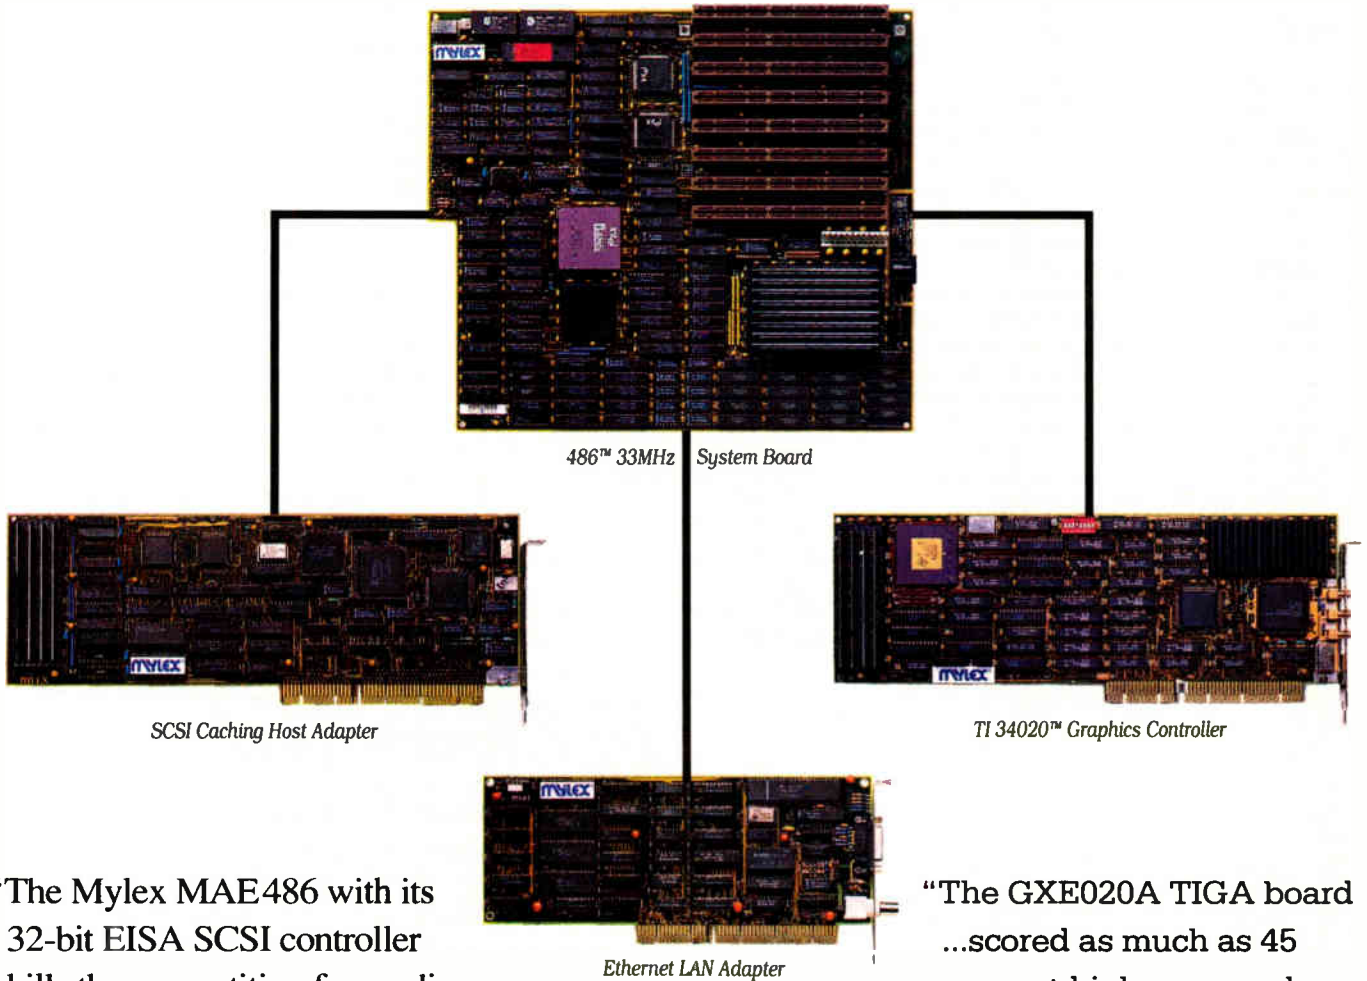 MYLEX
486™ 33MHz System Board
MYLEX
SCSI Caching Host Adapter
MYLEX
TI 34020™ Graphics Controller
MYLEX
Ethernet LAN Adapter
"The Mylex MAE486 with its
32-bit EISA SCSI controller
"The GXE020A TIGA board
...scored as much as 45